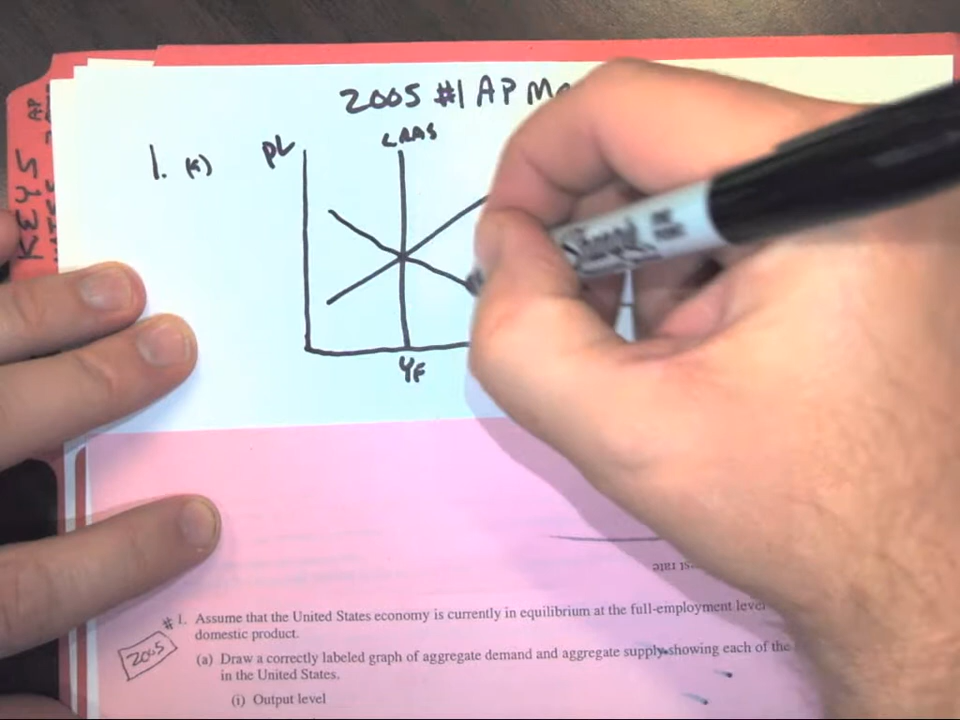 2005 #1 AP
LRAS
PL
1. (a)
YF
KEYS
AP
#1. Assume that the United States economy is currently in equilibrium at the full-employment level
domestic product.
2005
(a) Draw a correctly labeled graph of aggregate demand and aggregate supply showing each of the
in the United States.
(i) Output level